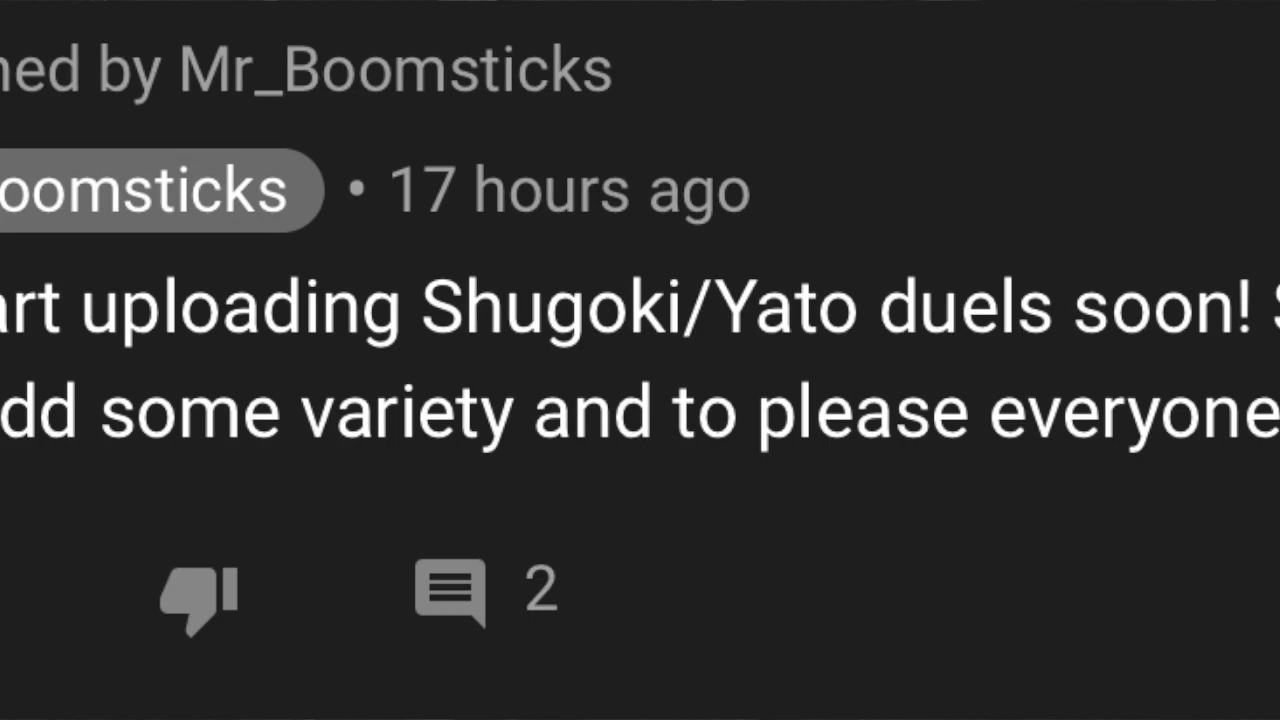 ned by Mr_Boomsticks
oomsticks • 17 hours ago
art uploading Shugoki/Yato duels soon!
dd some variety and to please everyone
2